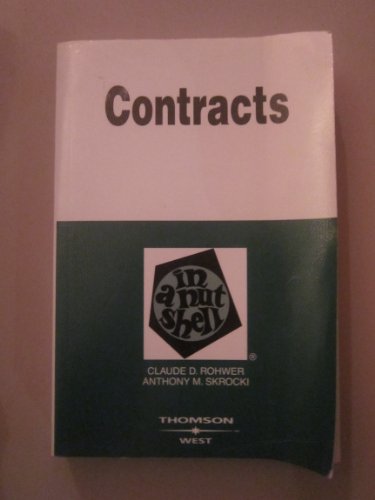 Contracts
in
a nut
shell
®
CLAUDE D. ROHWER
ANTHONY M. SKROCKI
THOMSON
WEST